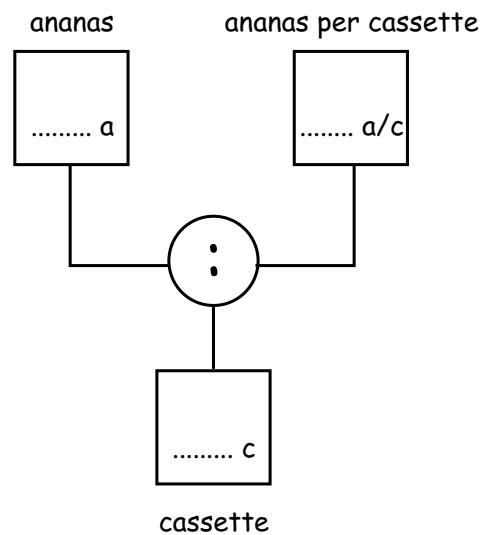 ananas ananas per cassette
......... a ........ a/c
:
......... c
cassette